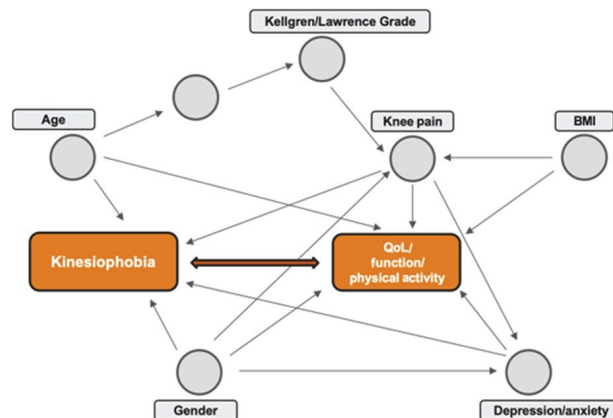 Kellgren/Lawrence Grade
Age
Knee pain
BMI
Kinesiophobia
QoL/
function/
physical activity
Gender
Depression/anxiety